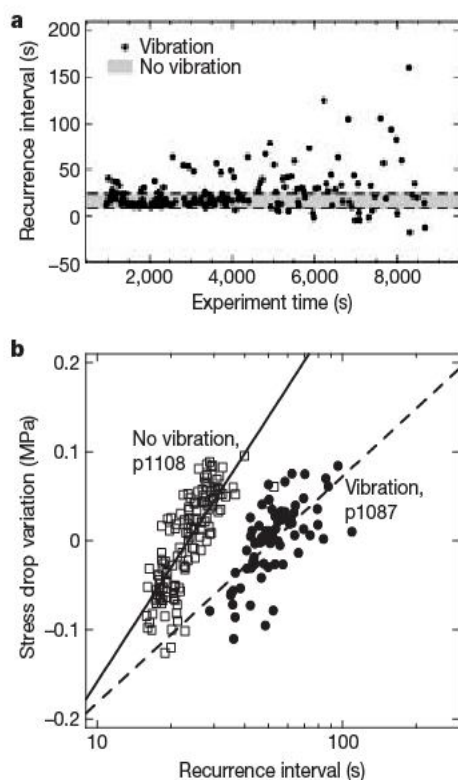 a
200
150
100
50
0
−50
Recurrence interval (s)
Vibration
No vibration
2,000 4,000 6,000 8,000
Experiment time (s)
b
0.2
0.1
0
−0.1
−0.2
Stress drop variation (MPa)
No vibration,
p1108
Vibration,
p1087
10 100
Recurrence interval (s)